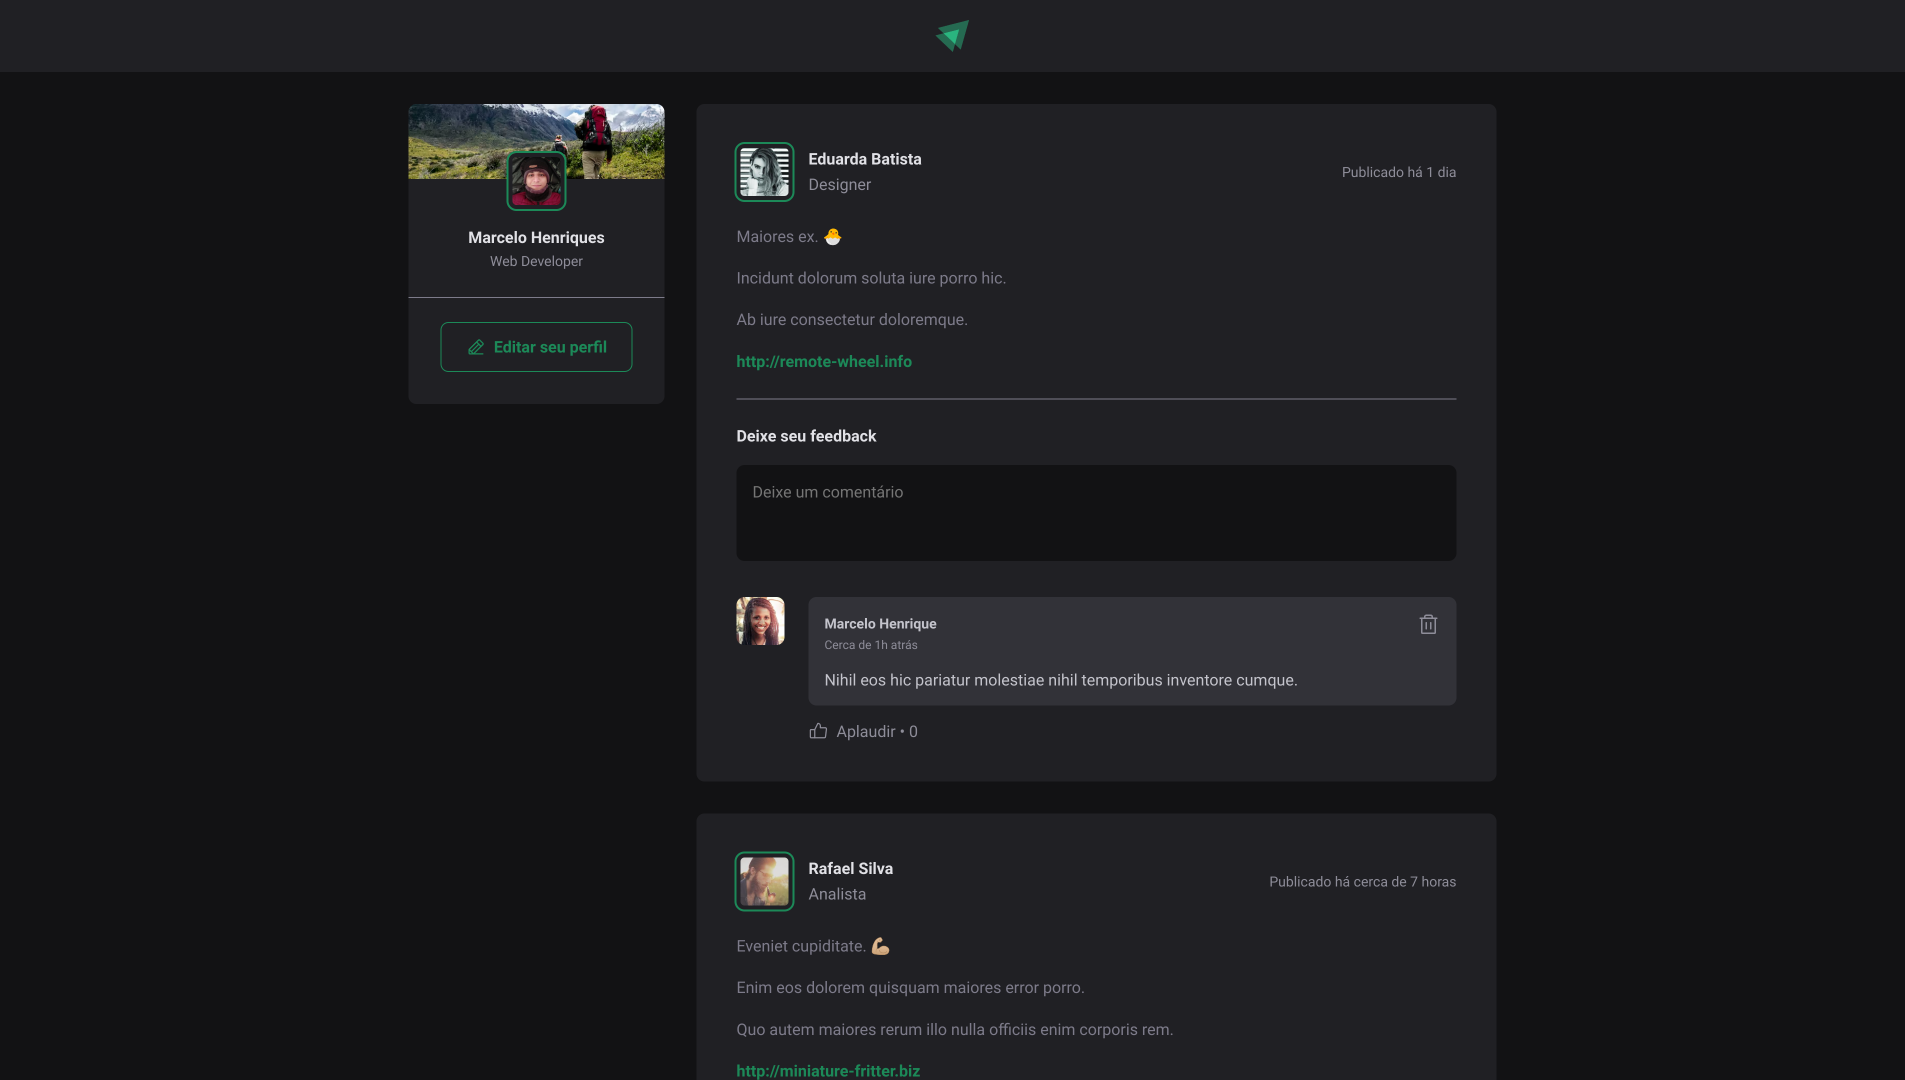 Marcelo Henriques
Web Developer
Editar seu perfil
Eduarda Batista
Designer
Publicado há 1 dia
Maiores ex. 🐣
Incidunt dolorum soluta iure porro hic.
Ab iure consectetur doloremque.
http://remote-wheel.info
Deixe seu feedback
Deixe um comentário
Marcelo Henrique
Cerca de 1h atrás
Nihil eos hic pariatur molestiae nihil temporibus inventore cumque.
Aplaudir • 0
Rafael Silva
Analista
Publicado há cerca de 7 horas
Eveniet cupiditate. 💪🏼
Enim eos dolorem quisquam maiores error porro.
Quo autem maiores rerum illo nulla officiis enim corporis rem.
http://miniature-fritter.biz